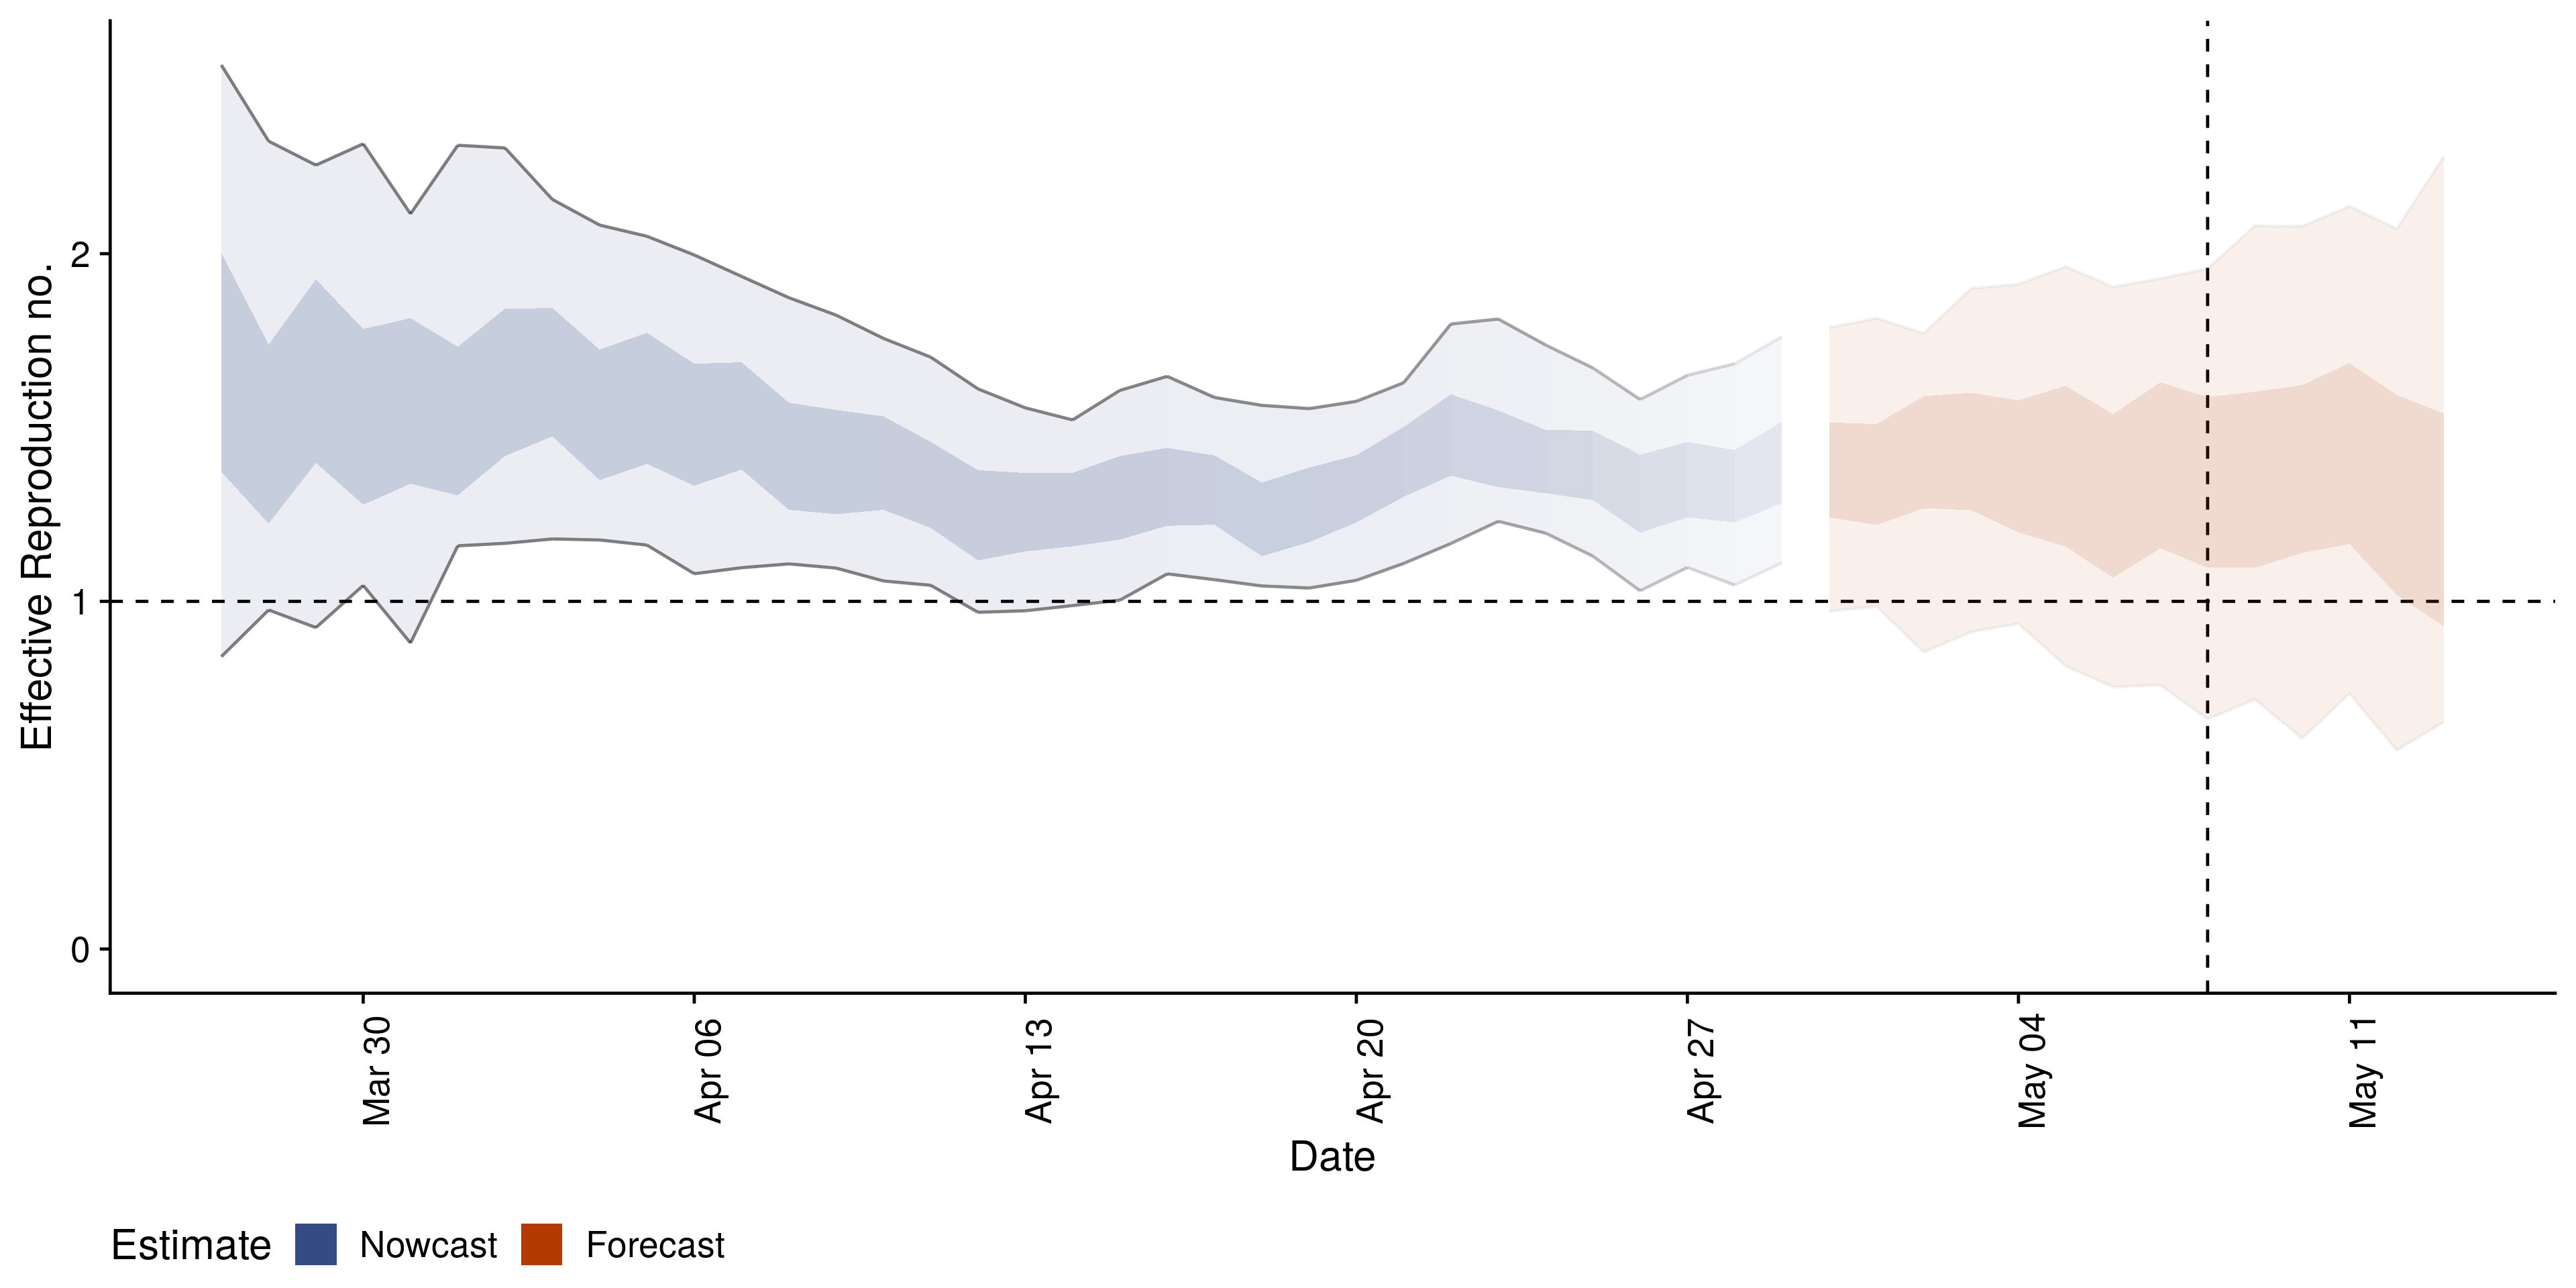 Effective Reproduction no.
2
1
0
Mar 30
Apr 06
Apr 13
Apr 20
Apr 27
May 04
May 11
Date
Estimate Nowcast Forecast